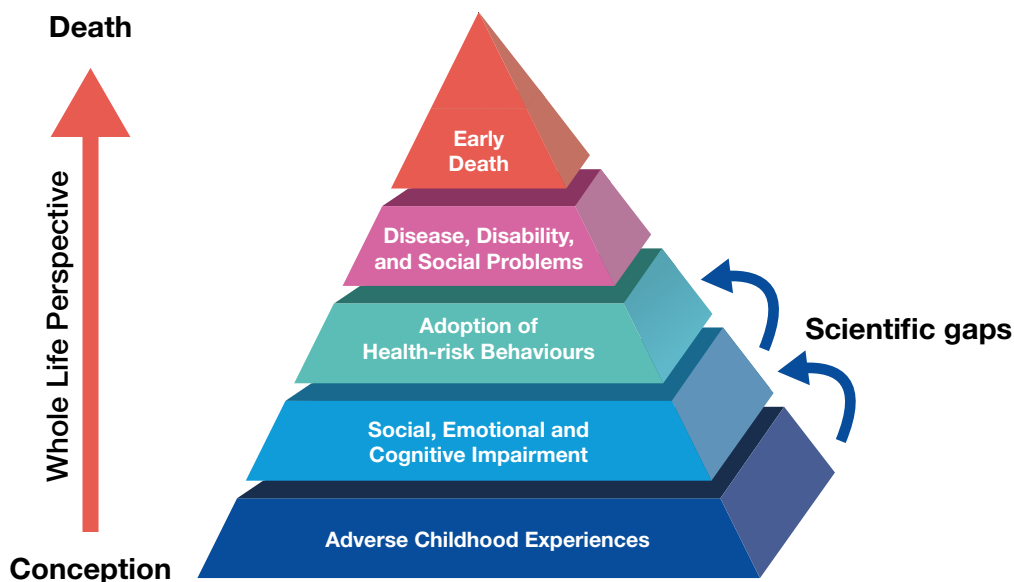 Death
Whole Life Perspective
Conception
Early
Death
Disease, Disability,
and Social Problems
Adoption of
Health-risk Behaviours
Social, Emotional and
Cognitive Impairment
Adverse Childhood Experiences
Scientific gaps